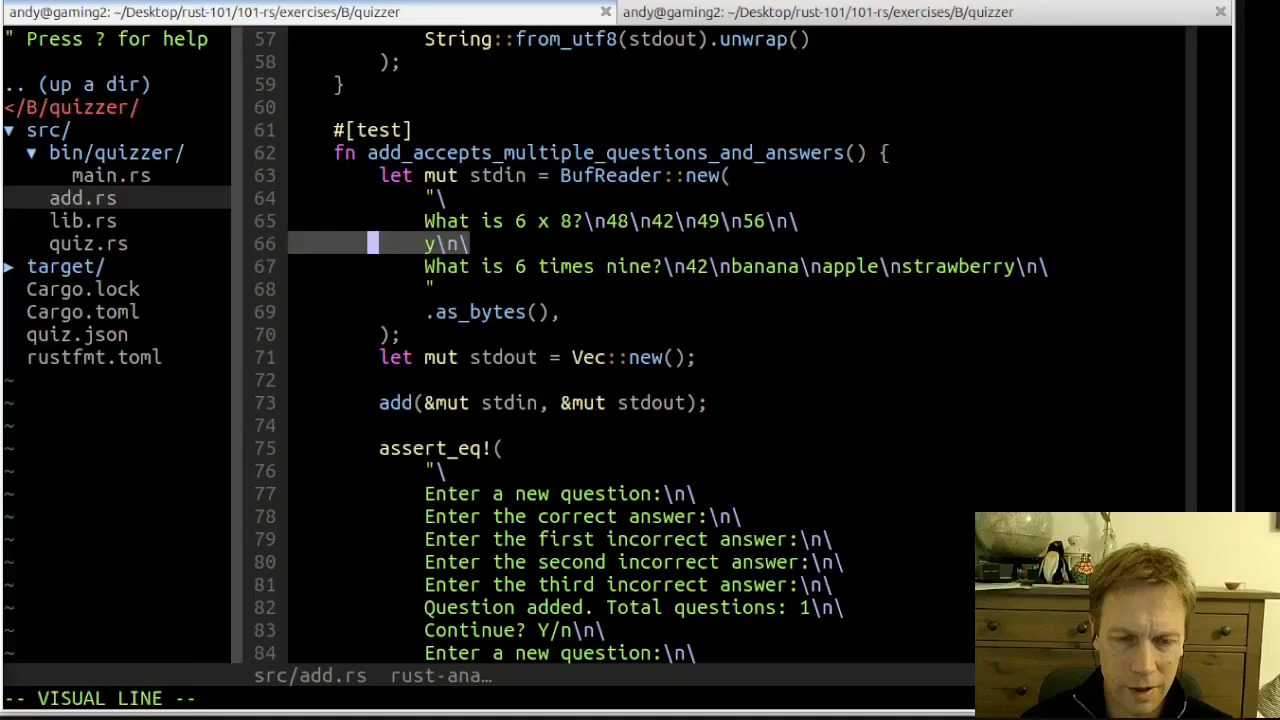 andy@gaming2: ~/Desktop/rust-101/101-rs/exercises/B/quizzer
andy@gaming2: ~/Desktop/rust-101/101-rs/exercises/B/quizzer
" Press ? for help
.. (up a dir)
</B/quizzer/
▼ src/
▼ bin/quizzer/
main.rs
add.rs
lib.rs
quiz.rs
▶ target/
Cargo.lock
Cargo.toml
quiz.json
rustfmt.toml
~
~
~
~
~
~
~
~
~
~
~
~
~
57 String::from_utf8(stdout).unwrap()
58 );
59 }
60
61 #[test]
62 fn add_accepts_multiple_questions_and_answers() {
63 let mut stdin = BufReader::new(
64 "\
65 What is 6 x 8?\n48\n42\n49\n56\n\
66 y\n\
67 What is 6 times nine?\n42\nbanana\napple\nstrawberry\n\
68 "
69 .as_bytes(),
70 );
71 let mut stdout = Vec::new();
72
73 add(&mut stdin, &mut stdout);
74
75 assert_eq!(
76 "\
77 Enter a new question:\n\
78 Enter the correct answer:\n\
79 Enter the first incorrect answer:\n\
80 Enter the second incorrect answer:\n\
81 Enter the third incorrect answer:\n\
82 Question added. Total questions: 1\n\
83 Continue? Y/n\n\
84 Enter a new question:\n\
src/add.rs rust-ana…
-- VISUAL LINE --